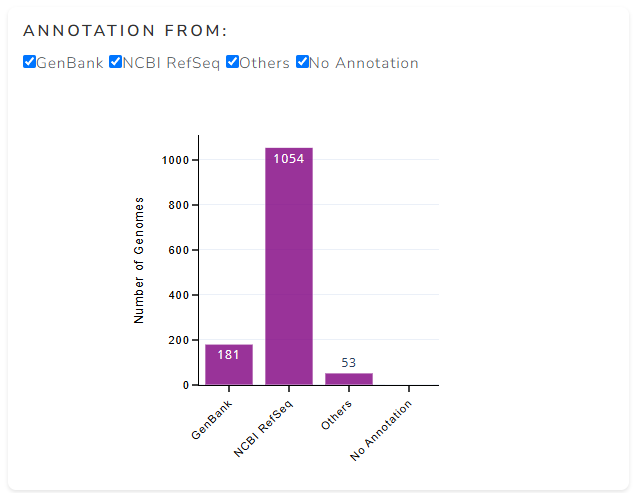 ANNOTATION FROM:
GenBank NCBI RefSeq Others No Annotation
Number of Genomes
1000
800
600
400
200
0
181
1054
53
GenBank
NCBI RefSeq
Others
No Annotation